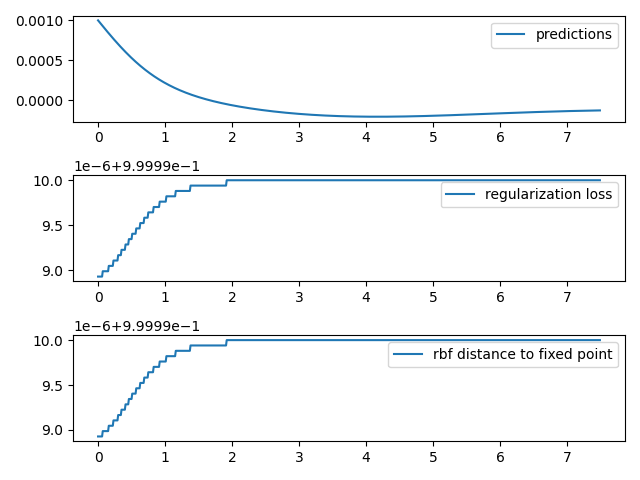 0.0010
0.0005
0.0000
predictions
0 1 2 3 4 5 6 7
1e-6+9.9999e-1
10.0
9.5
9.0
regularization loss
0 1 2 3 4 5 6 7
1e-6+9.9999e-1
10.0
9.5
9.0
rbf distance to fixed point
0 1 2 3 4 5 6 7